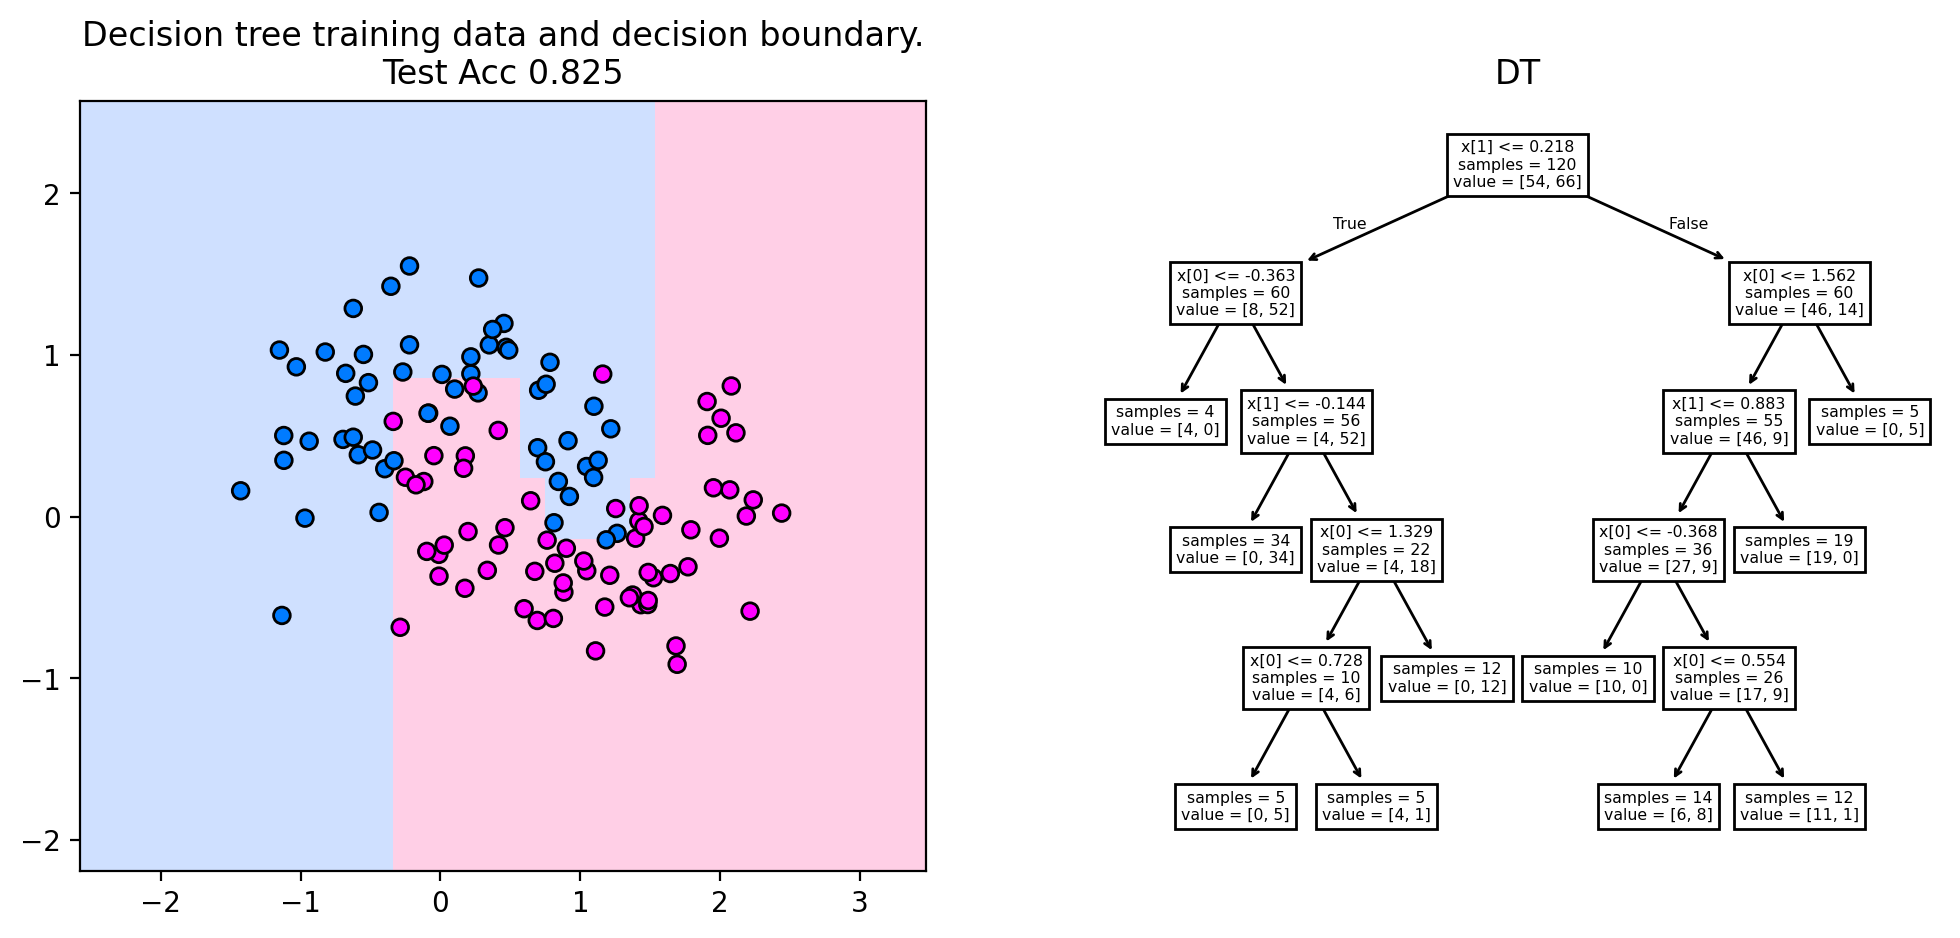 Decision tree training data and decision boundary.
Test Acc 0.825
2
1
0
−1
−2
−2
−1
0
1
2
3
DT
x[1] <= 0.218
samples = 120
value = [54, 66]
True
False
x[0] <= -0.363
samples = 60
value = [8, 52]
x[0] <= 1.562
samples = 60
value = [46, 14]
samples = 4
value = [4, 0]
x[1] <= -0.144
samples = 56
value = [4, 52]
x[1] <= 0.883
samples = 55
value = [46, 9]
samples = 5
value = [0, 5]
samples = 34
value = [0, 34]
x[0] <= 1.329
samples = 22
value = [4, 18]
x[0] <= -0.368
samples = 36
value = [27, 9]
samples = 19
value = [19, 0]
x[0] <= 0.728
samples = 10
value = [4, 6]
samples = 12
value = [0, 12]
samples = 10
value = [10, 0]
x[0] <= 0.554
samples = 26
value = [17, 9]
samples = 5
value = [0, 5]
samples = 5
value = [4, 1]
samples = 14
value = [6, 8]
samples = 12
value = [11, 1]